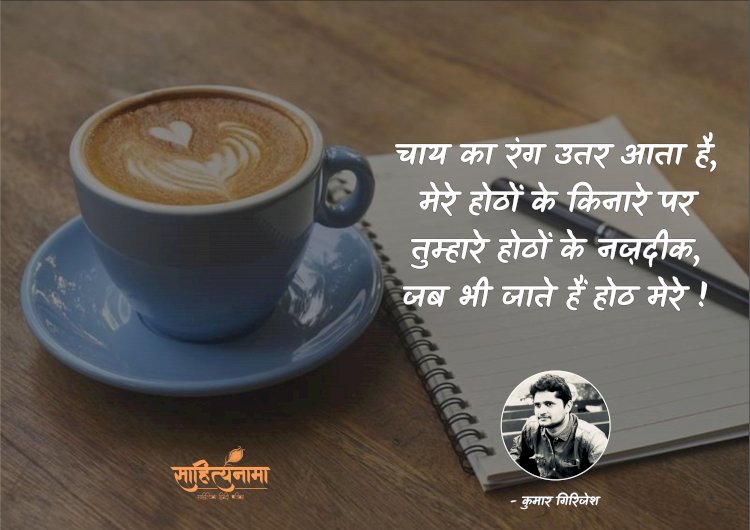 चाय का रंग उतर आता है,
मेरे होठों के किनारे पर
तुम्हारे होठों के नज़दीक,
जब भी जाते हैं होठ मेरे !
- कुमार गिरिजेश
साहित्यनामा